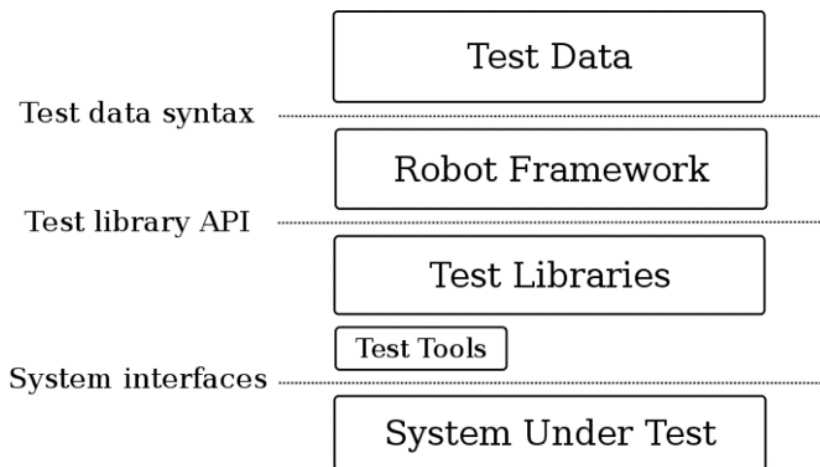 Test Data
Test data syntax
Robot Framework
Test library API
Test Libraries
Test Tools
System interfaces
System Under Test